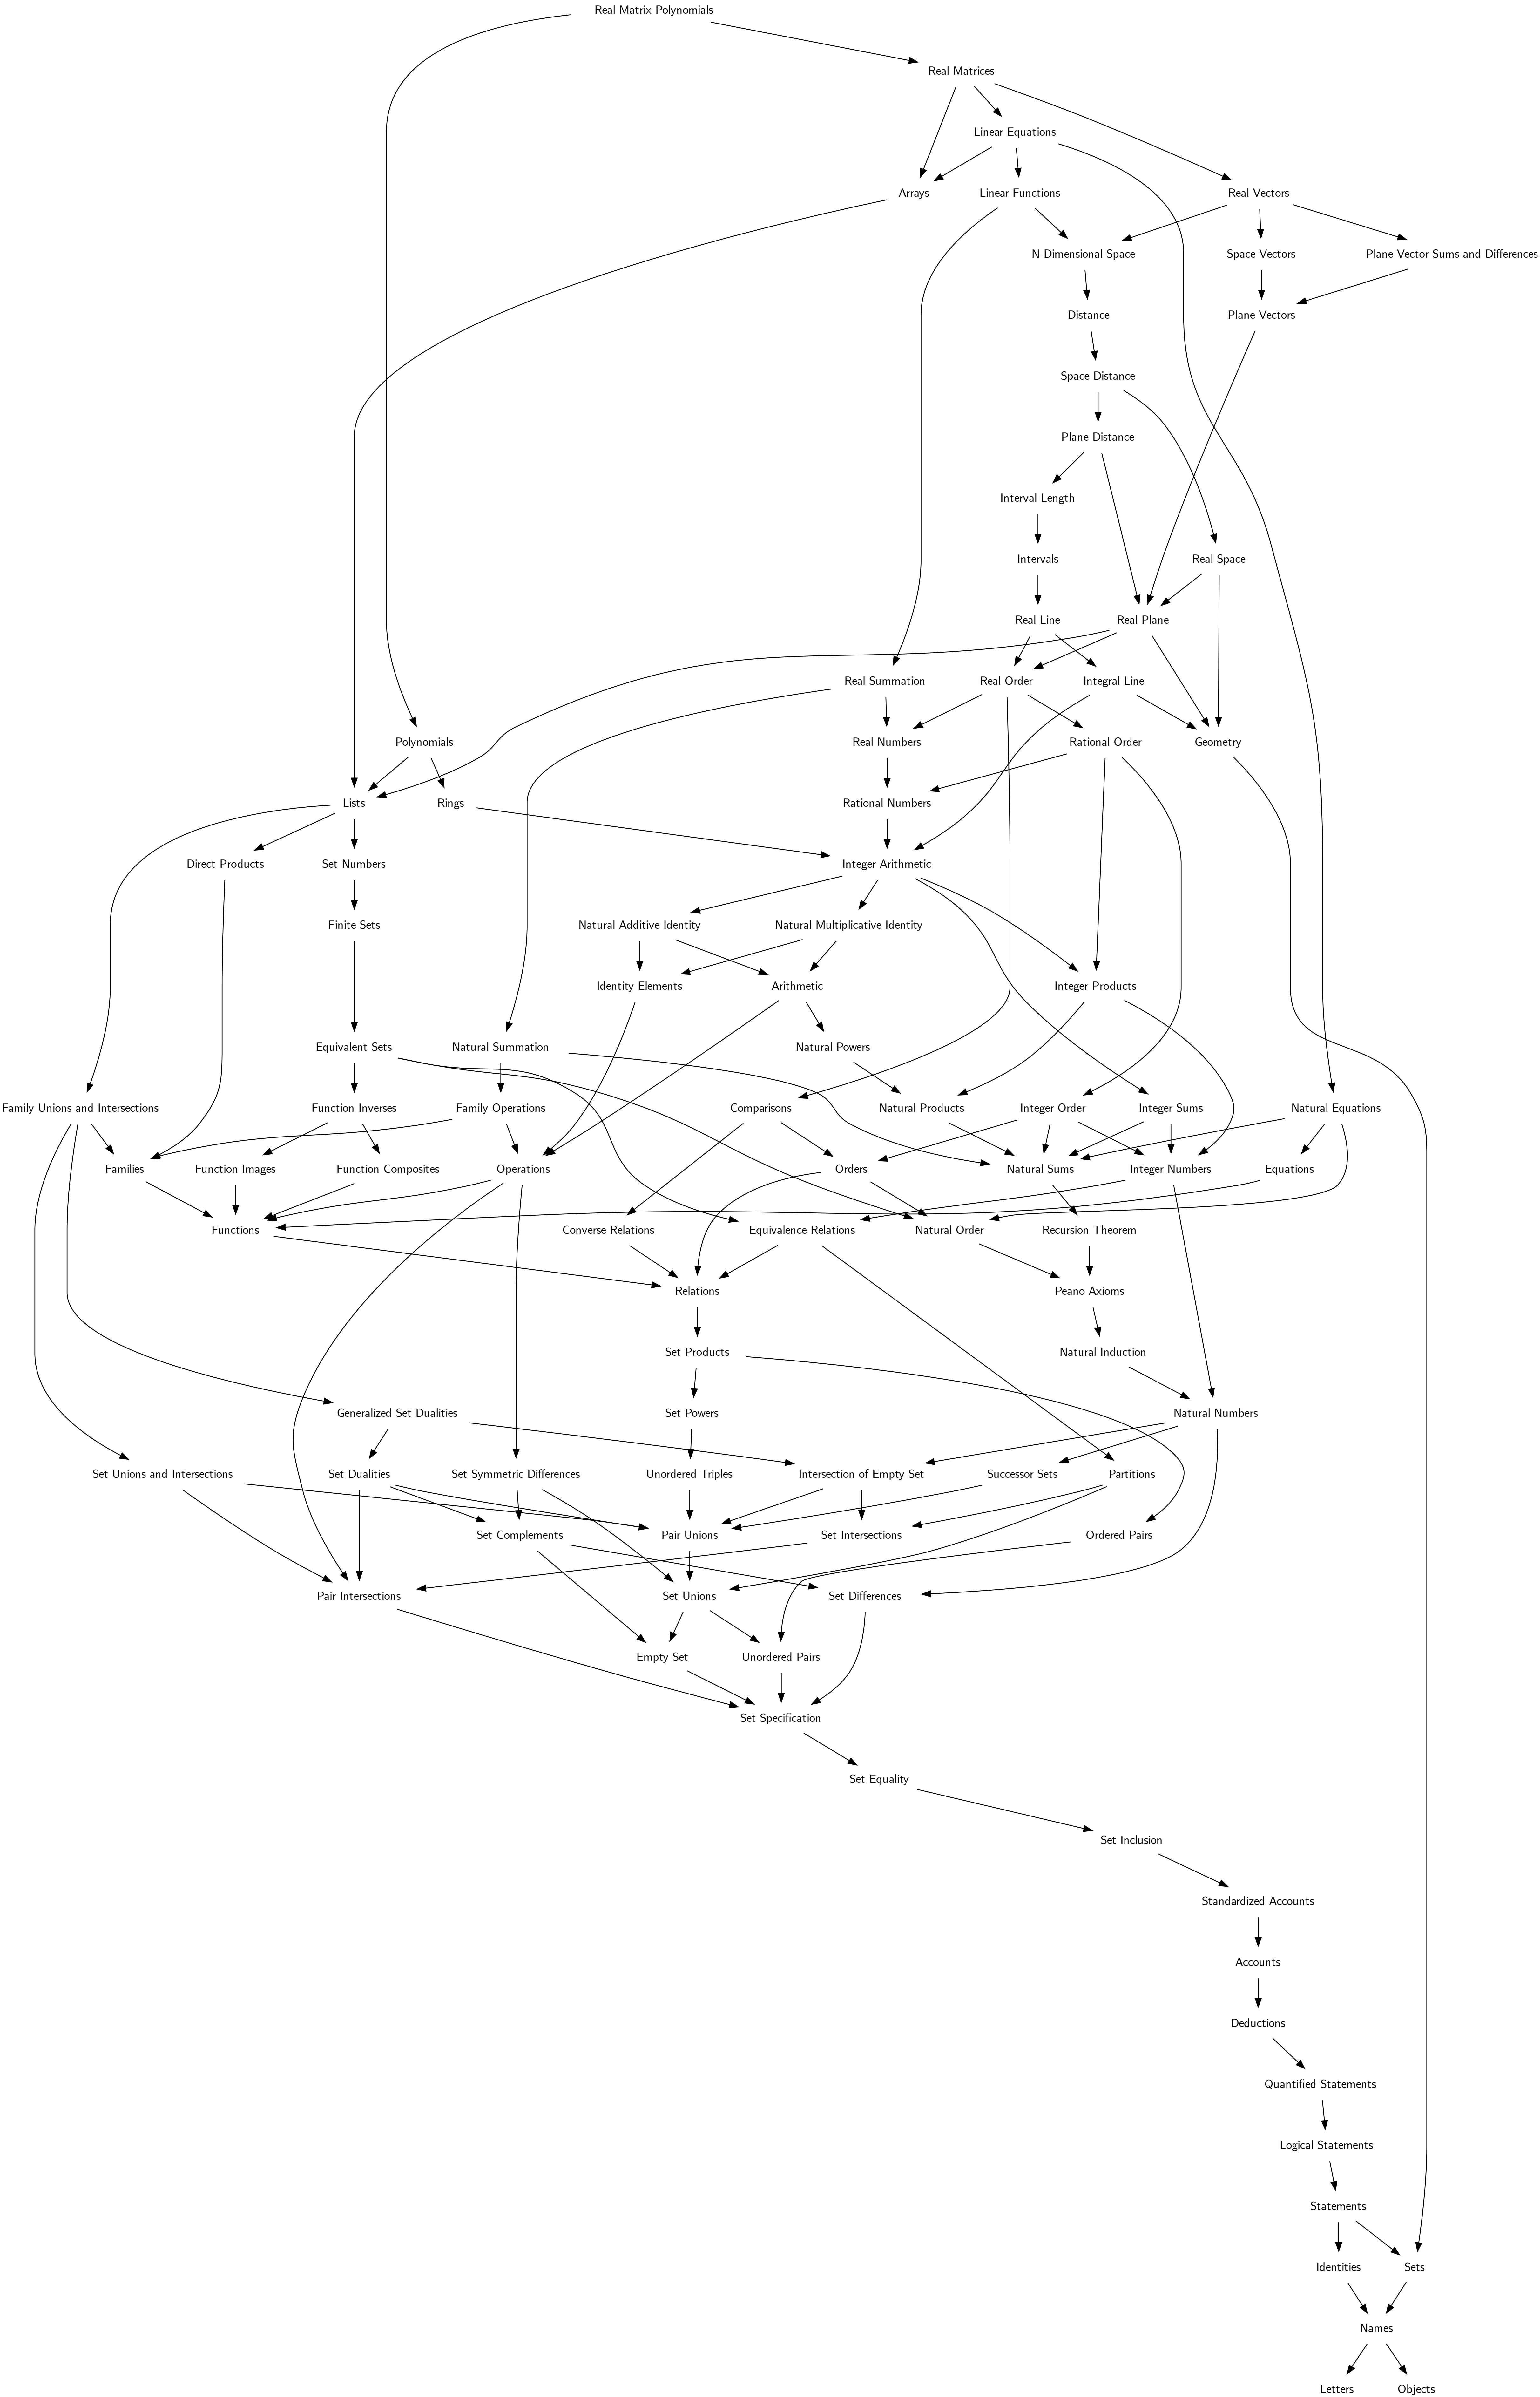 Real Matrix Polynomials
Real Matrices
Linear Equations
Arrays
Linear Functions
Real Vectors
N-Dimensional Space
Space Vectors
Plane Vector Sums and Differences
Distance
Plane Vectors
Space Distance
Plane Distance
Interval Length
Intervals
Real Space
Real Line
Real Plane
Real Summation
Real Order
Integral Line
Polynomials
Real Numbers
Rational Order
Geometry
Lists
Rings
Rational Numbers
Direct Products
Set Numbers
Integer Arithmetic
Finite Sets
Natural Additive Identity
Natural Multiplicative Identity
Identity Elements
Arithmetic
Integer Products
Equivalent Sets
Natural Summation
Natural Powers
Family Unions and Intersections
Function Inverses
Family Operations
Comparisons
Natural Products
Integer Order
Integer Sums
Natural Equations
Families
Function Images
Function Composites
Operations
Orders
Natural Sums
Integer Numbers
Equations
Functions
Converse Relations
Equivalence Relations
Natural Order
Recursion Theorem
Relations
Peano Axioms
Set Products
Natural Induction
Generalized Set Dualities
Set Powers
Natural Numbers
Set Unions and Intersections
Set Dualities
Set Symmetric Differences
Unordered Triples
Intersection of Empty Set
Successor Sets
Partitions
Set Complements
Pair Unions
Set Intersections
Ordered Pairs
Pair Intersections
Set Unions
Set Differences
Empty Set
Unordered Pairs
Set Specification
Set Equality
Set Inclusion
Standardized Accounts
Accounts
Deductions
Quantified Statements
Logical Statements
Statements
Identities
Sets
Names
Letters
Objects